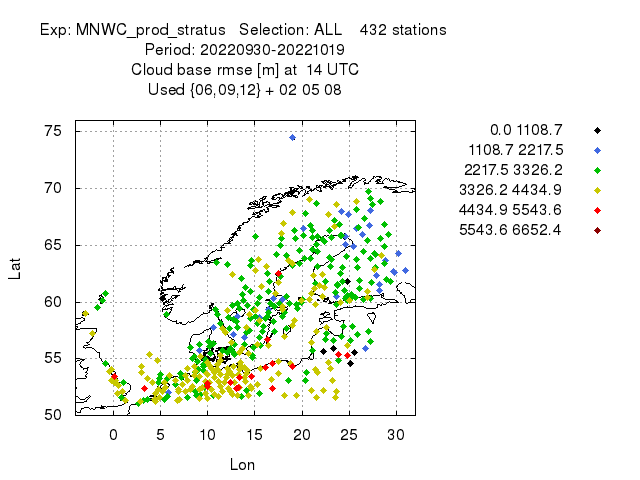 Exp: MNWC_prod_stratus Selection: ALL 432 stations
Period: 20220930-20221019
Cloud base rmse [m] at 14 UTC
Used {06,09,12} + 02 05 08
75
70
65
60
55
50
Lat
0 5 10 15 20 25 30
Lon
0.0 1108.7
1108.7 2217.5
2217.5 3326.2
3326.2 4434.9
4434.9 5543.6
5543.6 6652.4